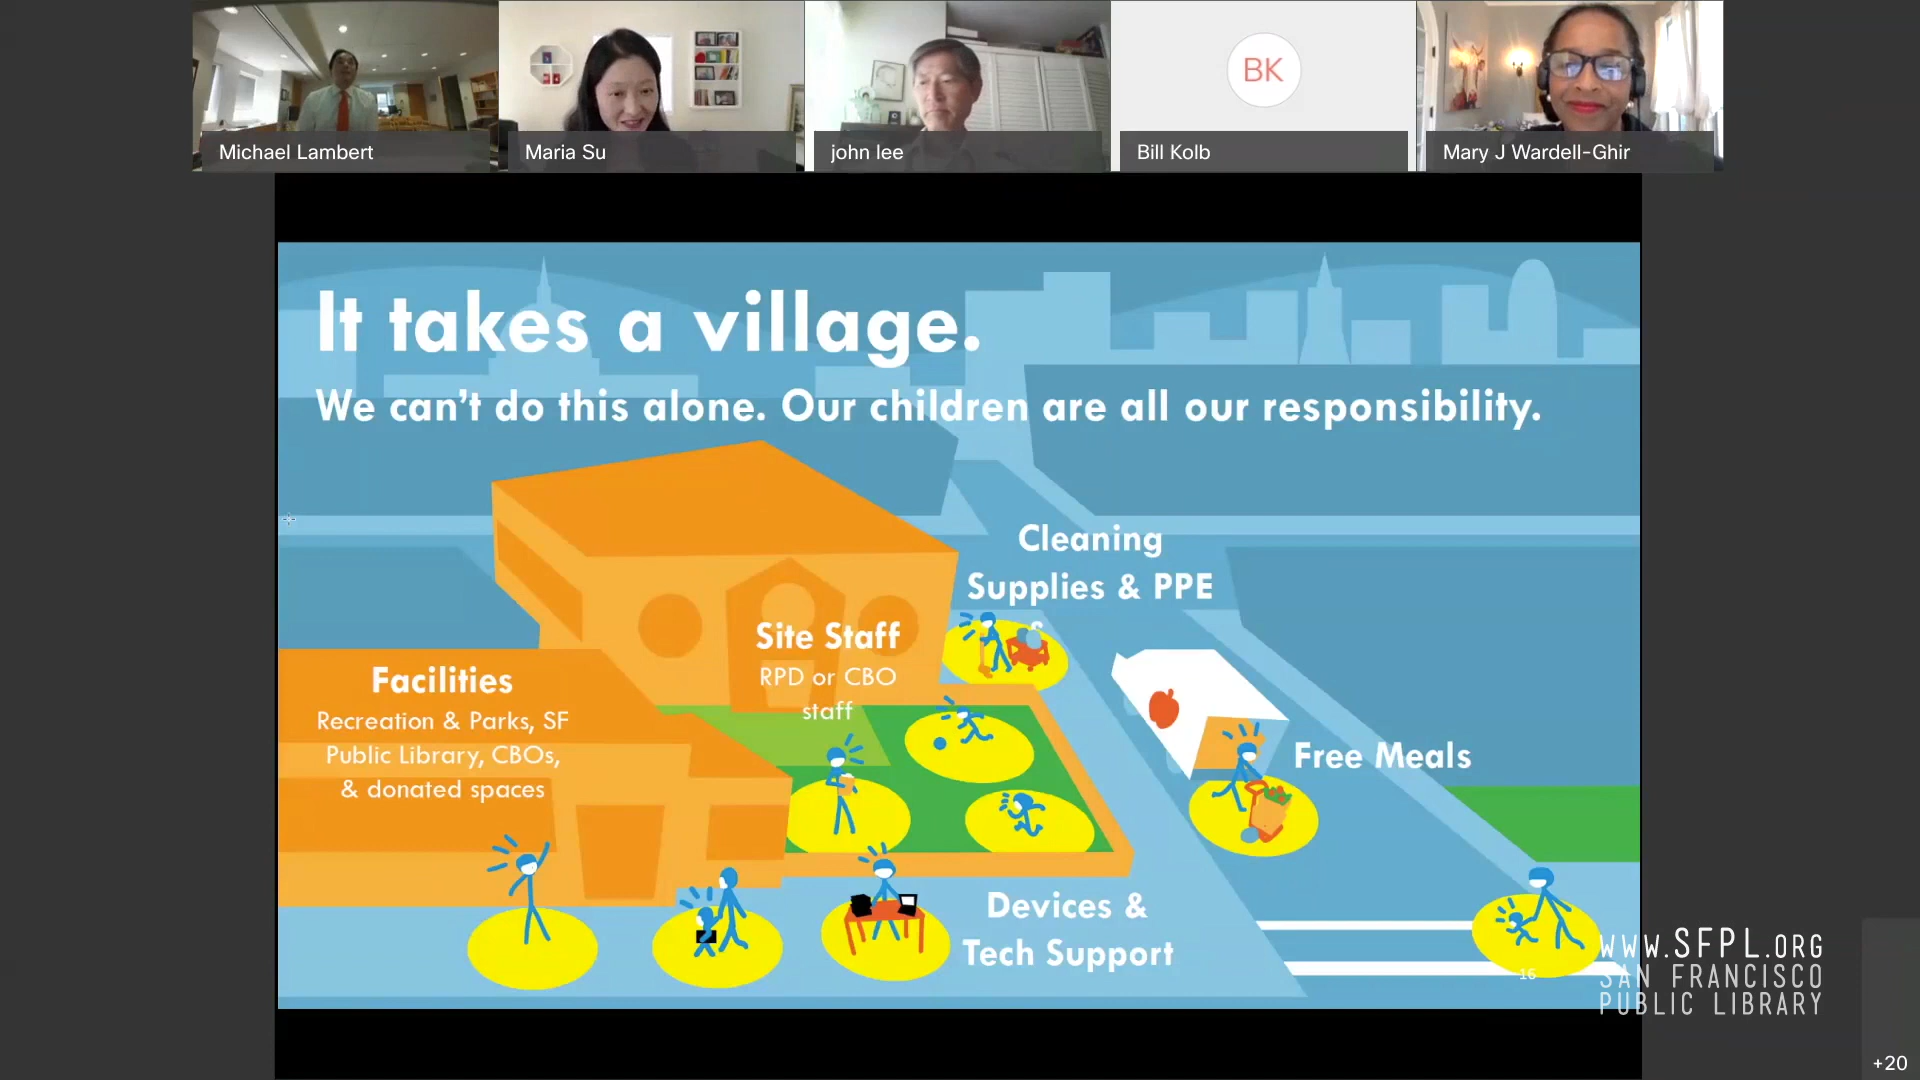 Michael Lambert
Maria Su
john lee
BK
Bill Kolb
Mary J Wardell-Ghir
It takes a village.
We can't do this alone. Our children are all our responsibility.
Cleaning
Supplies & PPE
Site Staff
RPD or CBO
staff
Facilities
Recreation & Parks, SF
Public Library, CBOs,
& donated spaces
Free Meals
Devices &
Tech Support
16
WWW.SFPL.ORG
SAN FRANCISCO
PUBLIC LIBRARY
+20